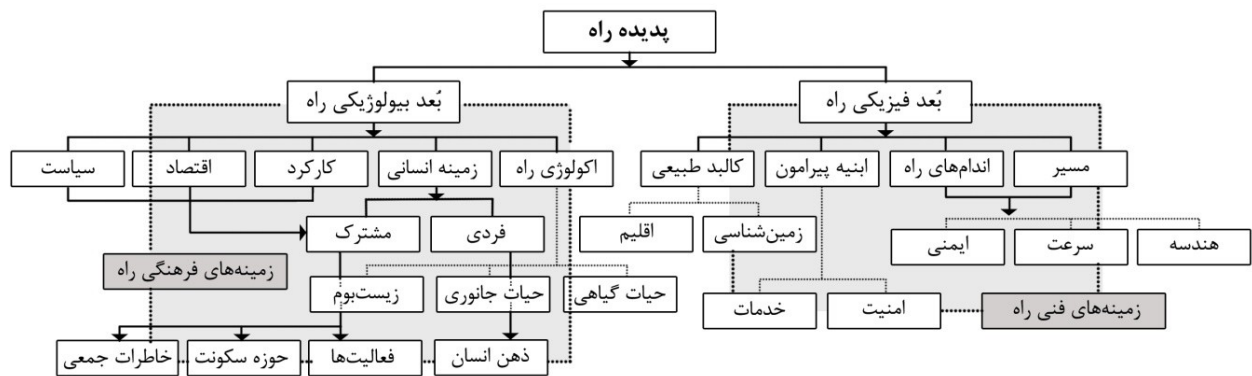 پدیده راه
بُعد فیزیکی راه
بُعد بیولوژیکی راه
مسیر
اندام‌های راه
ابنیه پیرامون
کالبد طبیعی
اکولوژی راه
زمینه انسانی
کارکرد
اقتصاد
سیاست
هندسه
سرعت
ایمنی
زمین‌شناسی
اقلیم
فردی
مشترک
زمینه‌های فرهنگی راه
زمینه‌های فنی راه
امنیت
خدمات
حیات گیاهی
حیات جانوری
زیست‌بوم
ذهن انسان
فعالیت‌ها
حوزه سکونت
خاطرات جمعی